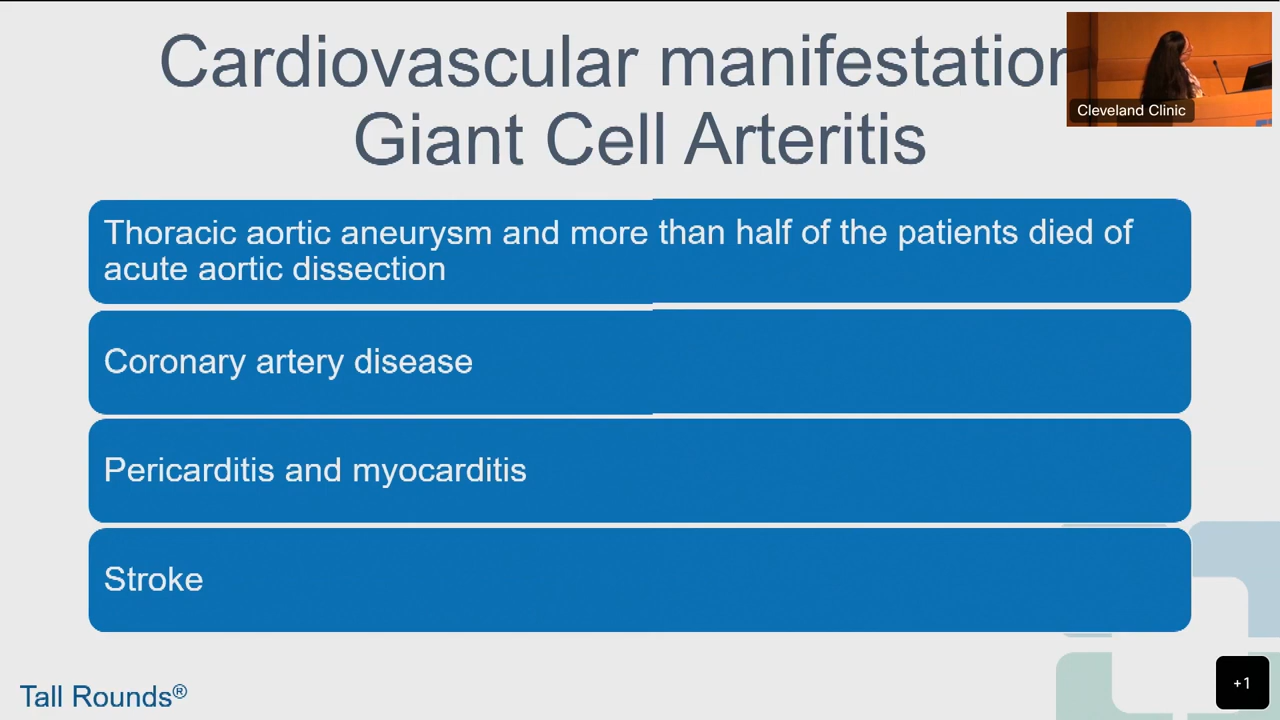 Cardiovascular manifestation
Giant Cell Arteritis
Cleveland Clinic
Thoracic aortic aneurysm and more than half of the patients died of
acute aortic dissection
Coronary artery disease
Pericarditis and myocarditis
Stroke
Tall Rounds®
+1